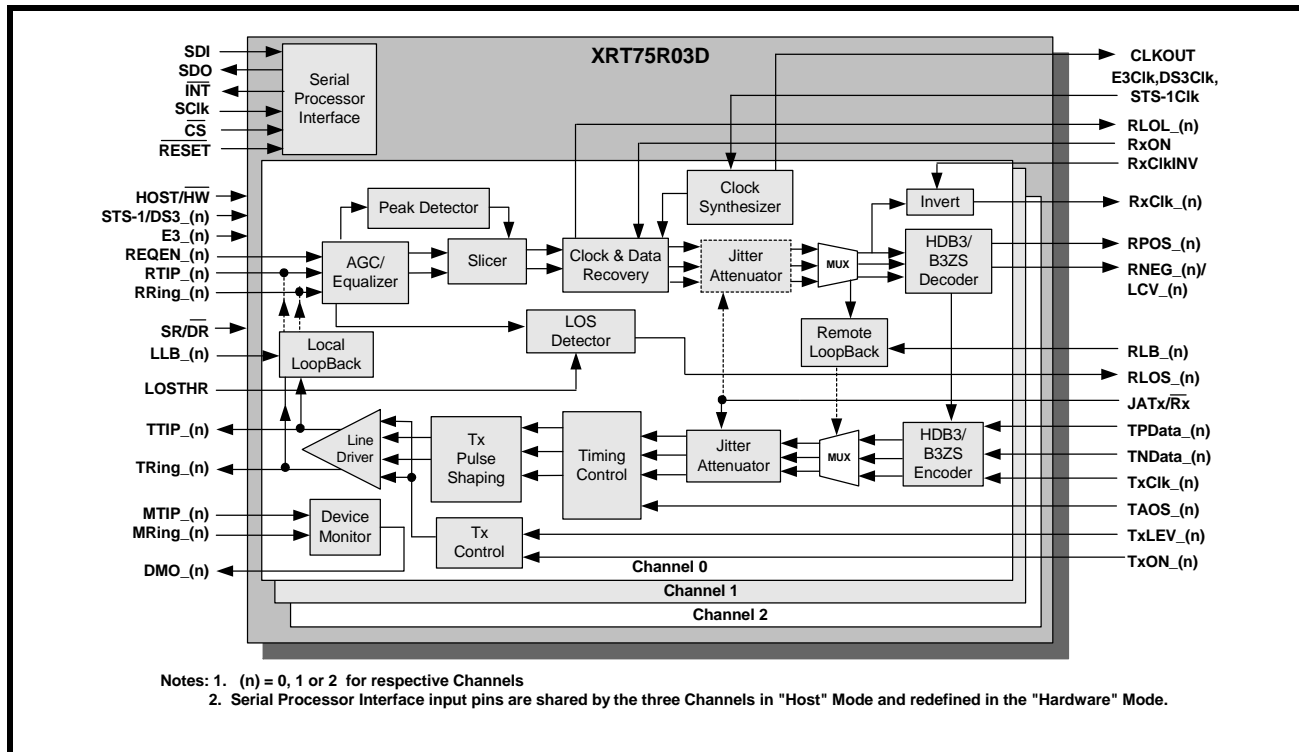 XRT75R03D
SDI
SDO
INT
SClk
CS
RESET
Serial
Processor
Interface
CLKOUT
E3Clk,DS3Clk,
STS-1Clk
RLOL_(n)
RxON
RxClkINV
RxClk_(n)
RPOS_(n)
RNEG_(n)/
LCV_(n)
RLB_(n)
RLOS_(n)
JATx/Rx
TPData_(n)
TNData_(n)
TxClk_(n)
TAOS_(n)
TxLEV_(n)
TxON_(n)
HOST/HW
STS-1/DS3_(n)
E3_(n)
REQEN_(n)
RTIP_(n)
RRing_(n)
SR/DR
LLB_(n)
LOSTHR
TTIP_(n)
TRing_(n)
MTIP_(n)
MRing_(n)
DMO_(n)
Peak Detector
AGC/
Equalizer
Slicer
Clock & Data
Recovery
Clock
Synthesizer
Jitter
Attenuator
MUX
Invert
HDB3/
B3ZS
Decoder
LOS
Detector
Remote
LoopBack
Local
LoopBack
Line
Driver
Tx
Pulse
Shaping
Timing
Control
Jitter
Attenuator
MUX
HDB3/
B3ZS
Encoder
Device
Monitor
Tx
Control
Channel 0
Channel 1
Channel 2
Notes: 1. (n) = 0, 1 or 2 for respective Channels
2. Serial Processor Interface input pins are shared by the three Channels in "Host" Mode and redefined in the "Hardware" Mode.